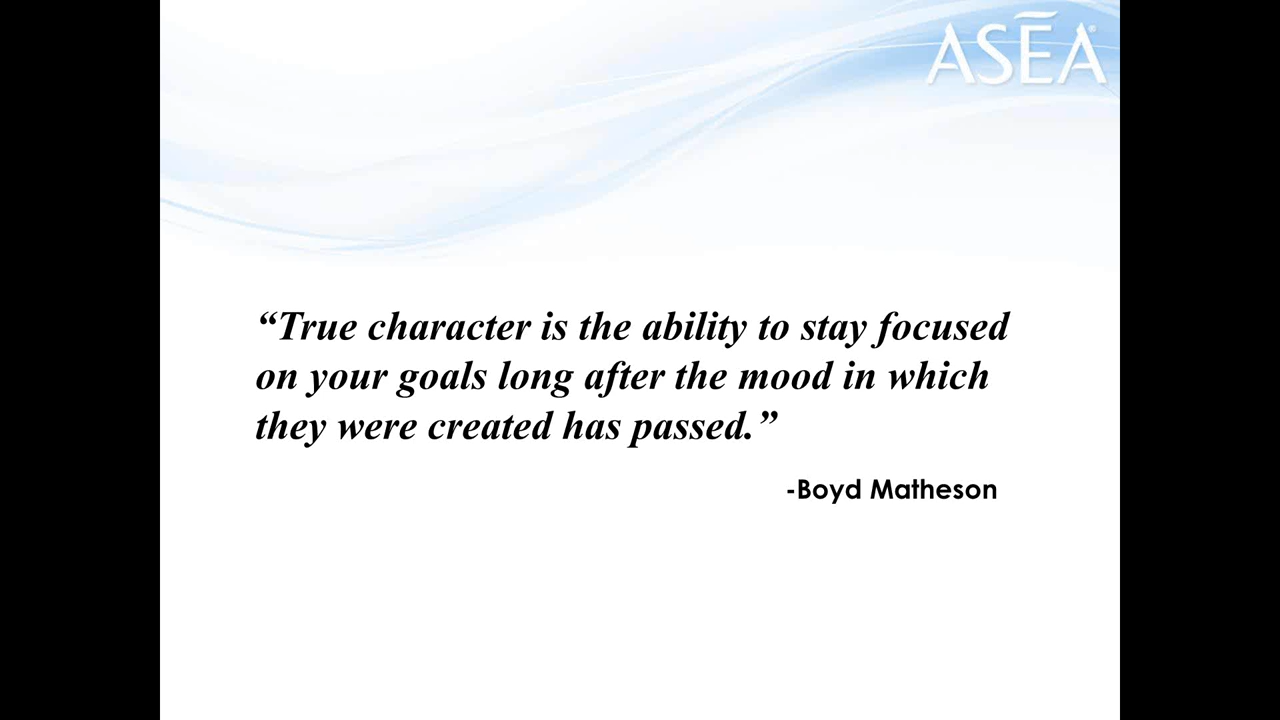 ASĒA®
“True character is the ability to stay focused
on your goals long after the mood in which
they were created has passed.”
-Boyd Matheson